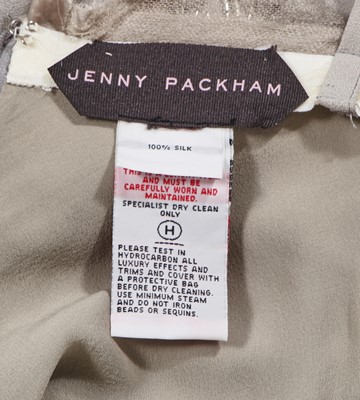 JENNY PACKHAM
100% SILK
THIS IS
AND MUST BE
CAREFULLY WORN AND
MAINTAINED.
SPECIALIST DRY CLEAN
ONLY
H
PLEASE TEST IN
HYDROCARBON ALL
LUXURY EFFECTS AND
TRIMS AND COVER WITH
A PROTECTIVE BAG
BEFORE DRY CLEANING.
USE MINIMUM STEAM
AND DO NOT IRON
BEADS OR SEQUINS.